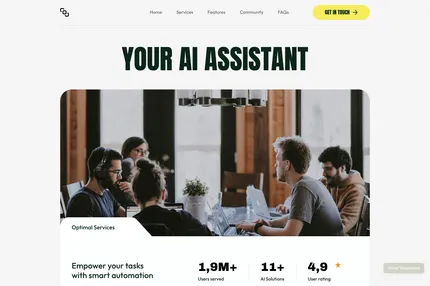 Home Services Features Community FAQs GET IN TOUCH
YOUR AI ASSISTANT
Optimal Services
Empower your tasks
with smart automation
1,9M+ 11+ 4,9
Users served AI Solutions User rating